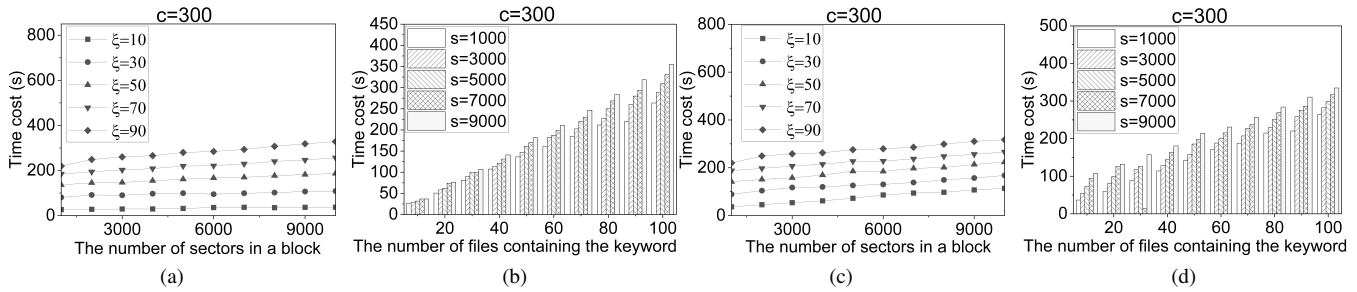 c=300
Time cost (s)
800
600
400
200
0
ξ=10
ξ=30
ξ=50
ξ=70
ξ=90
3000 6000 9000
The number of sectors in a block
(a)
c=300
Time cost (s)
450
400
350
300
250
200
150
100
50
0
s=1000
s=3000
s=5000
s=7000
s=9000
20 40 60 80 100
The number of files containing the keyword
(b)
c=300
Time cost (s)
800
600
400
200
0
ξ=10
ξ=30
ξ=50
ξ=70
ξ=90
3000 6000 9000
The number of sectors in a block
(c)
c=300
Time cost (s)
500
400
300
200
100
0
s=1000
s=3000
s=5000
s=7000
s=9000
20 40 60 80 100
The number of files containing the keyword
(d)